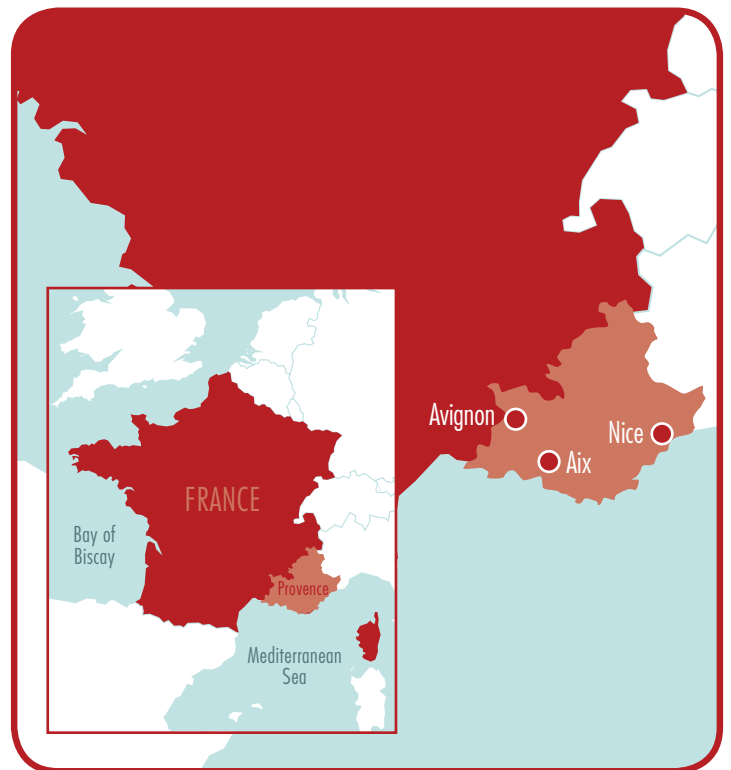 Avignon
Nice
Aix
FRANCE
Bay of
Biscay
Provence
Mediterranean
Sea